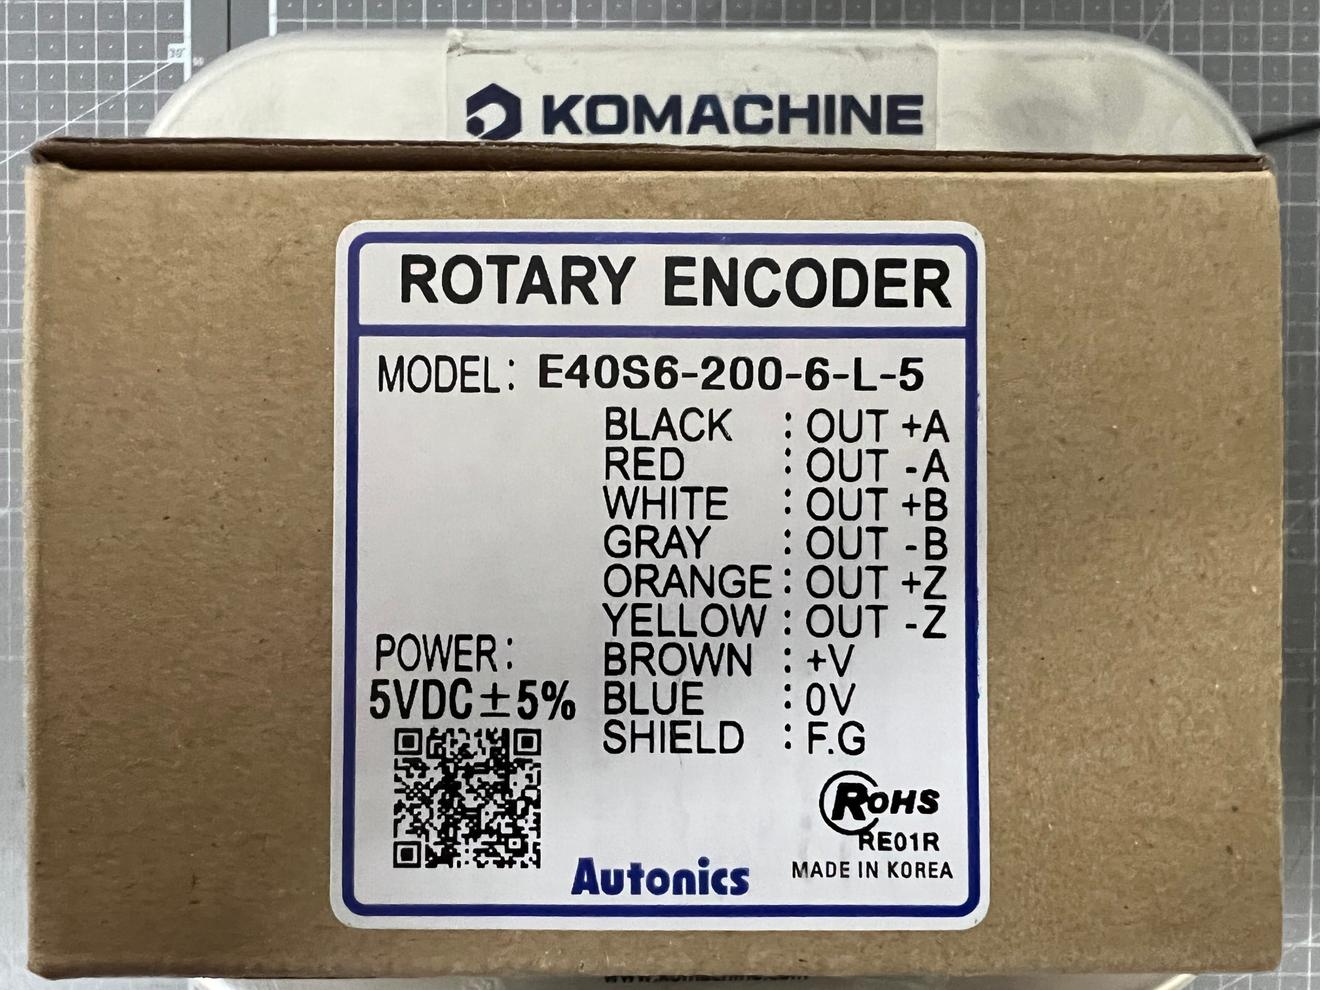 KOMACHINE
ROTARY ENCODER
MODEL: E40S6-200-6-L-5
BLACK : OUT +A
RED : OUT -A
WHITE : OUT +B
GRAY : OUT -B
ORANGE : OUT +Z
YELLOW : OUT -Z
BROWN : +V
BLUE : 0V
SHIELD : F.G
POWER:
5VDC±5%
RoHS
RE01R
MADE IN KOREA
Autonics